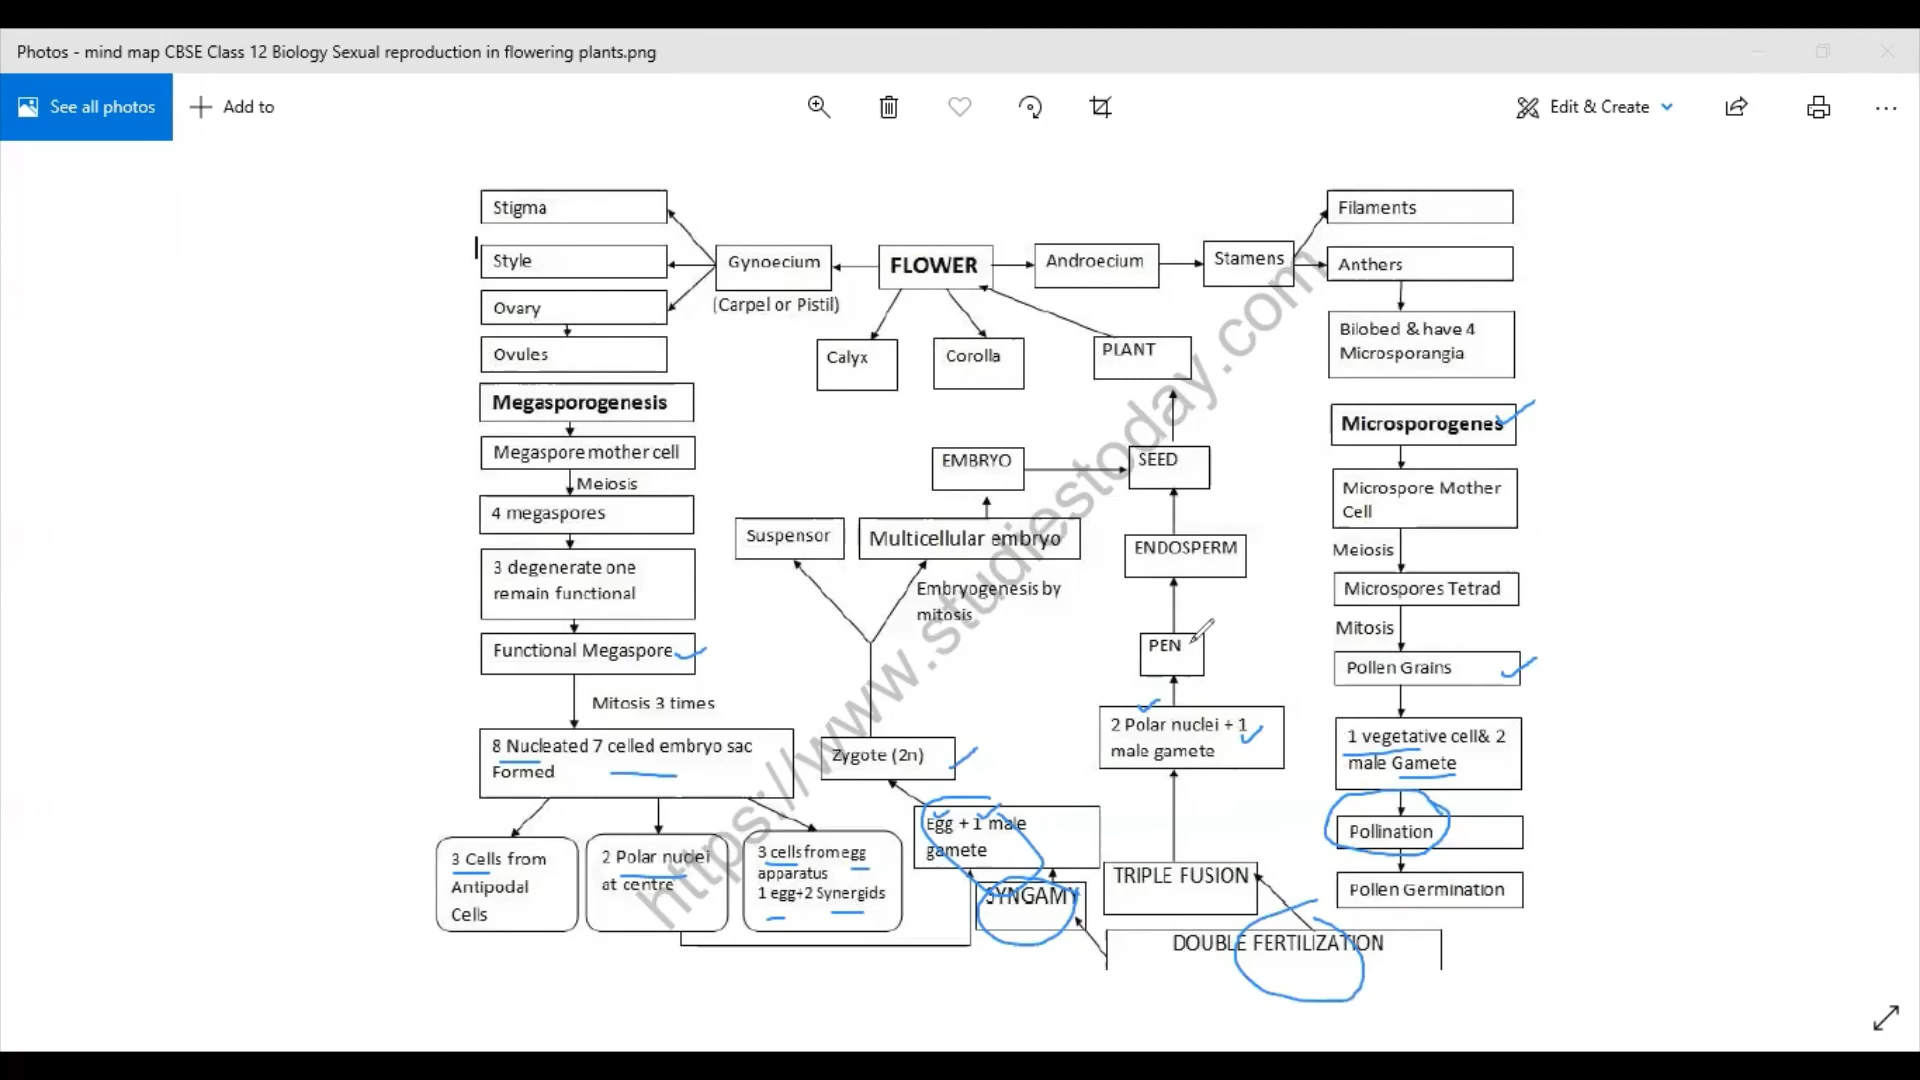 Photos - mind map CBSE Class 12 Biology Sexual reproduction in flowering plants.png
See all photos
Add to
Edit & Create
Stigma
Style
Ovary
Ovules
Gynoecium
(Carpel or Pistil)
FLOWER
Calyx
Corolla
Androecium
Stamens
Filaments
Anthers
Bilobed & have 4
Microsporangia
PLANT
Megasporogenesis
Megaspore mother cell
Meiosis
4 megaspores
3 degenerate one
remain functional
Functional Megaspore
Mitosis 3 times
8 Nucleated 7 celled embryo sac
Formed
3 Cells from
Antipodal
Cells
2 Polar nuclei
at centre
3 cells from egg
apparatus
1 egg+2 Synergids
EMBRYO
SEED
Suspensor
Multicellular embryo
Embryogenesis by
mitosis
ENDOSPERM
PEN
2 Polar nuclei + 1
male gamete
Zygote (2n)
Egg + 1 male
gamete
SYNGAMY
TRIPLE FUSION
DOUBLE FERTILIZATION
Microsporogenes
Microspore Mother
Cell
Meiosis
Microspores Tetrad
Mitosis
Pollen Grains
1 vegetative cell& 2
male Gamete
Pollination
Pollen Germination
https://www.studiestoday.com